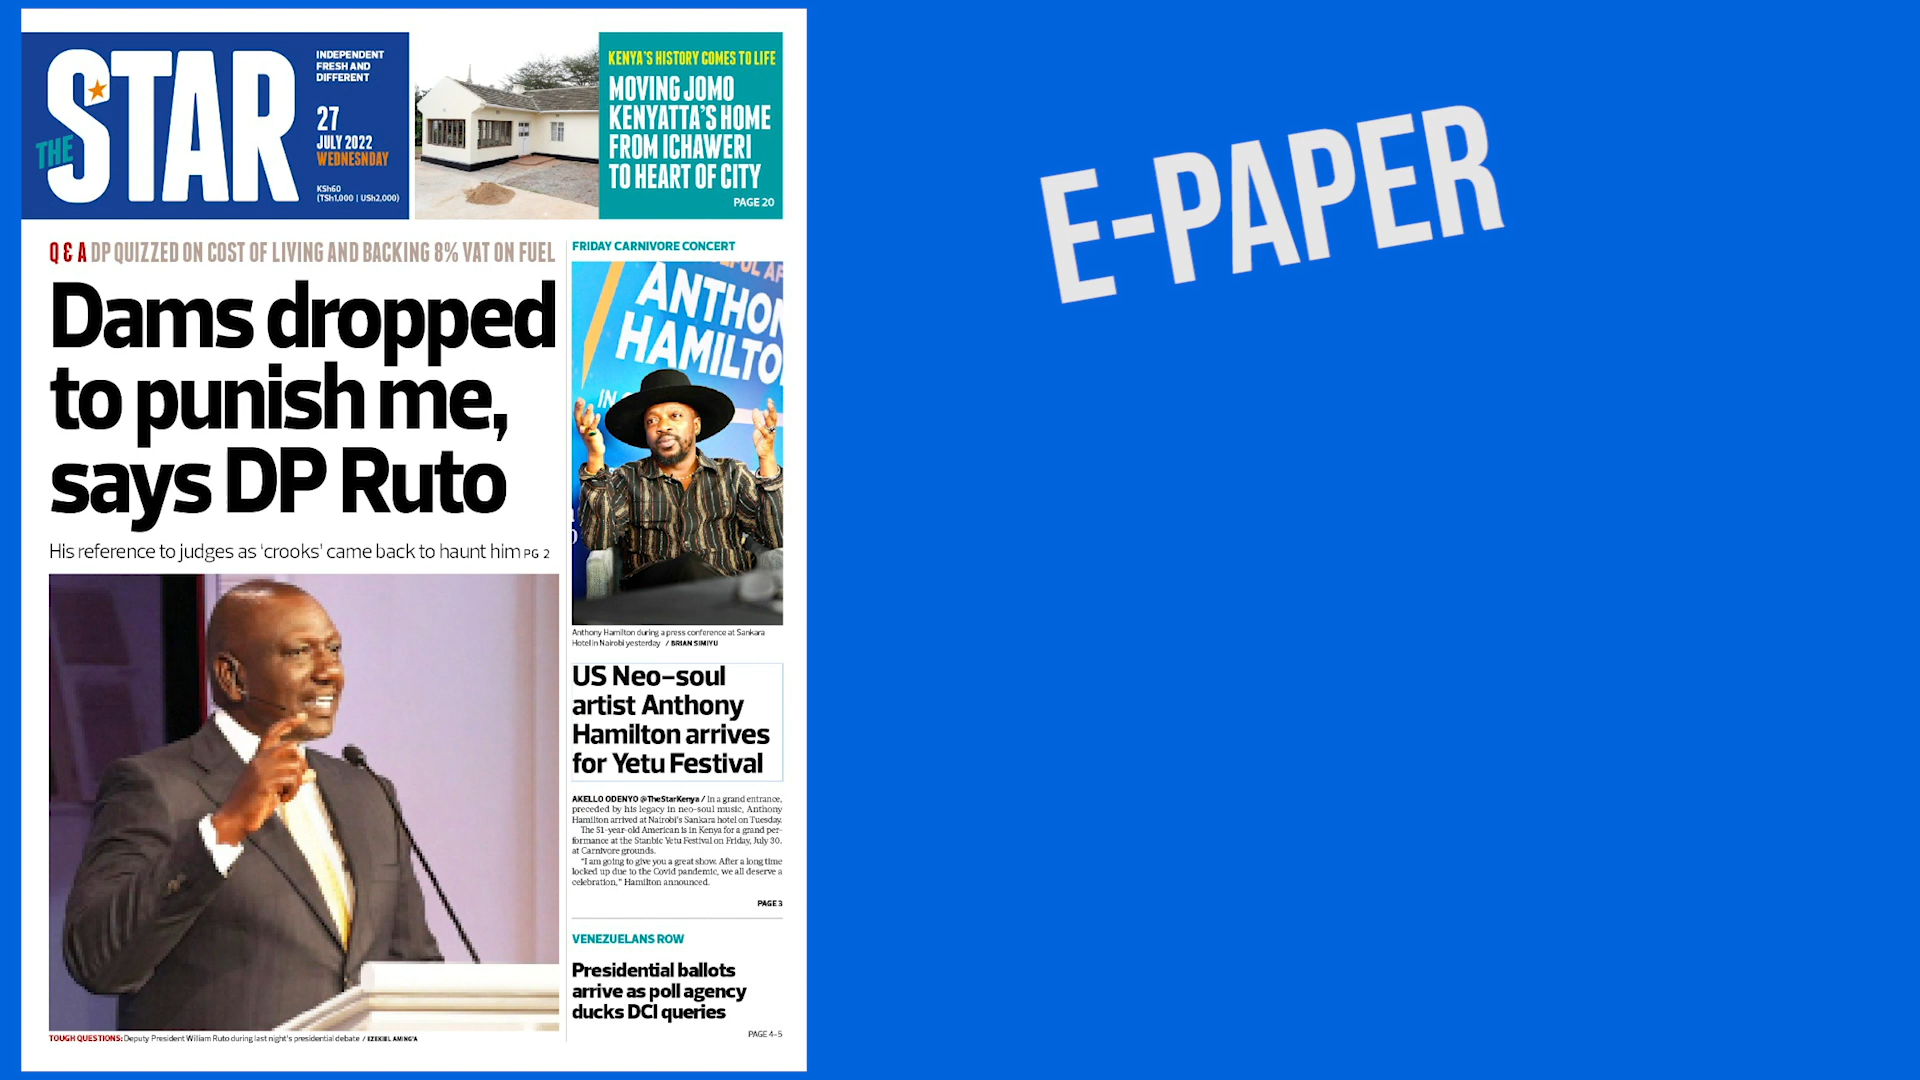 THE STAR
INDEPENDENT
FRESH AND
DIFFERENT
27
JULY 2022
WEDNESNDAY
KSh60
(TSh1,000 | USh2,000)
KENYA'S HISTORY COMES TO LIFE
MOVING JOMO
KENYATTA'S HOME
FROM ICHAWERI
TO HEART OF CITY
PAGE 20
E-PAPER
Q & A DP QUIZZED ON COST OF LIVING AND BACKING 8% VAT ON FUEL
Dams dropped
to punish me,
says DP Ruto
His reference to judges as 'crooks' came back to haunt him PG 2
TOUGH QUESTIONS: Deputy President William Ruto during last night's presidential debate / EZEKIEL AMING'A
FRIDAY CARNIVORE CONCERT
ANTHON
HAMILTO
IN
Anthony Hamilton during a press conference at Sankara
Hotel in Nairobi yesterday / BRIAN SIMIYU
US Neo-soul
artist Anthony
Hamilton arrives
for Yetu Festival
AKELLO ODENYO @TheStarKenya / In a grand entrance,
preceded by his legacy in neo-soul music, Anthony
Hamilton arrived at Nairobi's Sankara hotel on Tuesday.
The 51-year-old American is in Kenya for a grand per-
formance at the Stanbic Yetu Festival on Friday, July 30,
at Carnivore grounds.
"I am going to give you a great show. After a long time
locked up due to the Covid pandemic, we all deserve a
celebration," Hamilton announced.
PAGE 3
VENEZUELANS ROW
Presidential ballots
arrive as poll agency
ducks DCI queries
PAGE 4-5